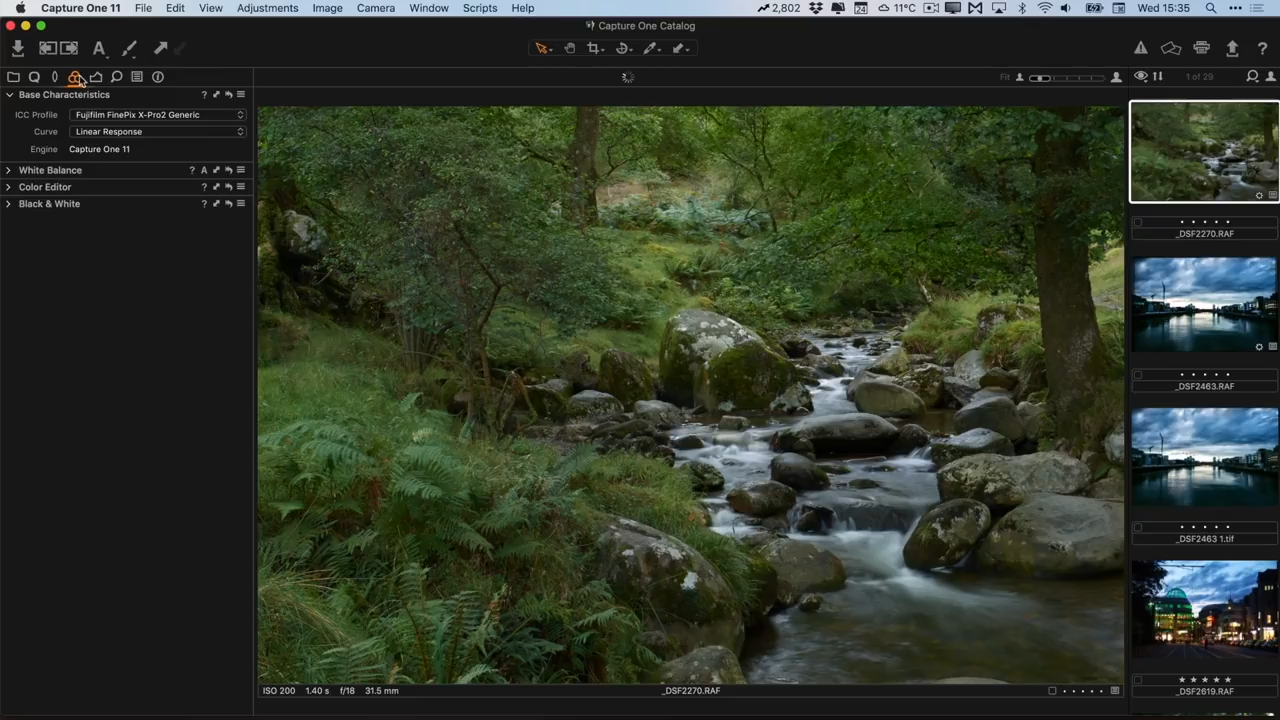 Capture One 11 File Edit View Adjustments Image Camera Window Scripts Help 2,802 24 11°C Wed 15:35
Capture One Catalog
A
Fit 1 of 29
Base Characteristics ?
ICC Profile Fujifilm FinePix X-Pro2 Generic
Curve Linear Response
Engine Capture One 11
White Balance ? A
Color Editor ?
Black & White ?
_DSF2270.RAF
_DSF2463.RAF
_DSF2463 1.tif
_DSF2619.RAF
ISO 200 1.40 s f/18 31.5 mm _DSF2270.RAF